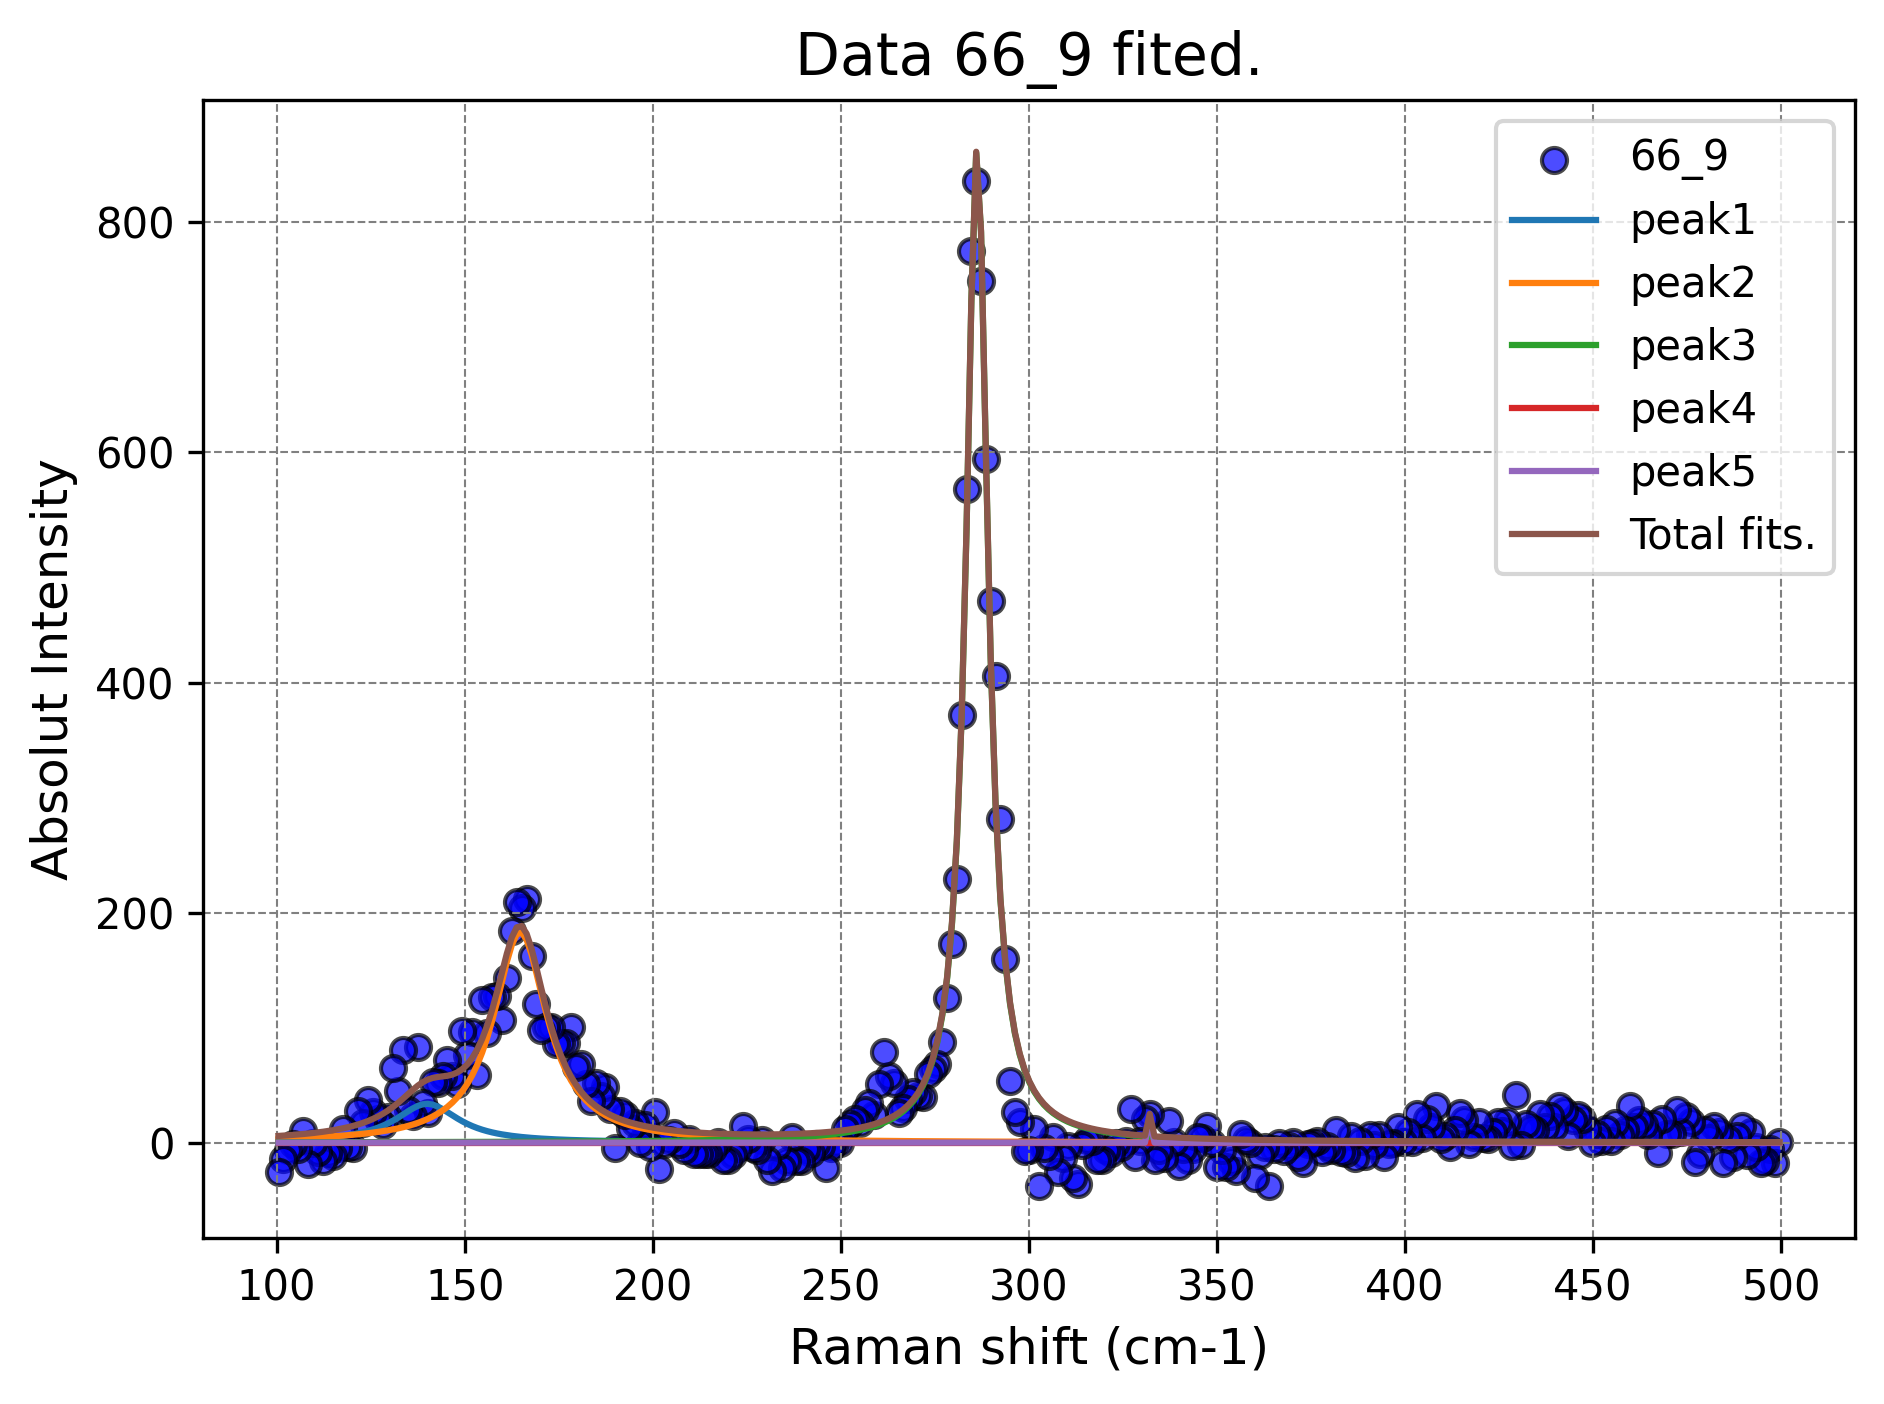 Data 66_9 fited.
66_9
peak1
peak2
peak3
peak4
peak5
Total fits.
Absolut Intensity
800
600
400
200
0
100 150 200 250 300 350 400 450 500
Raman shift (cm-1)